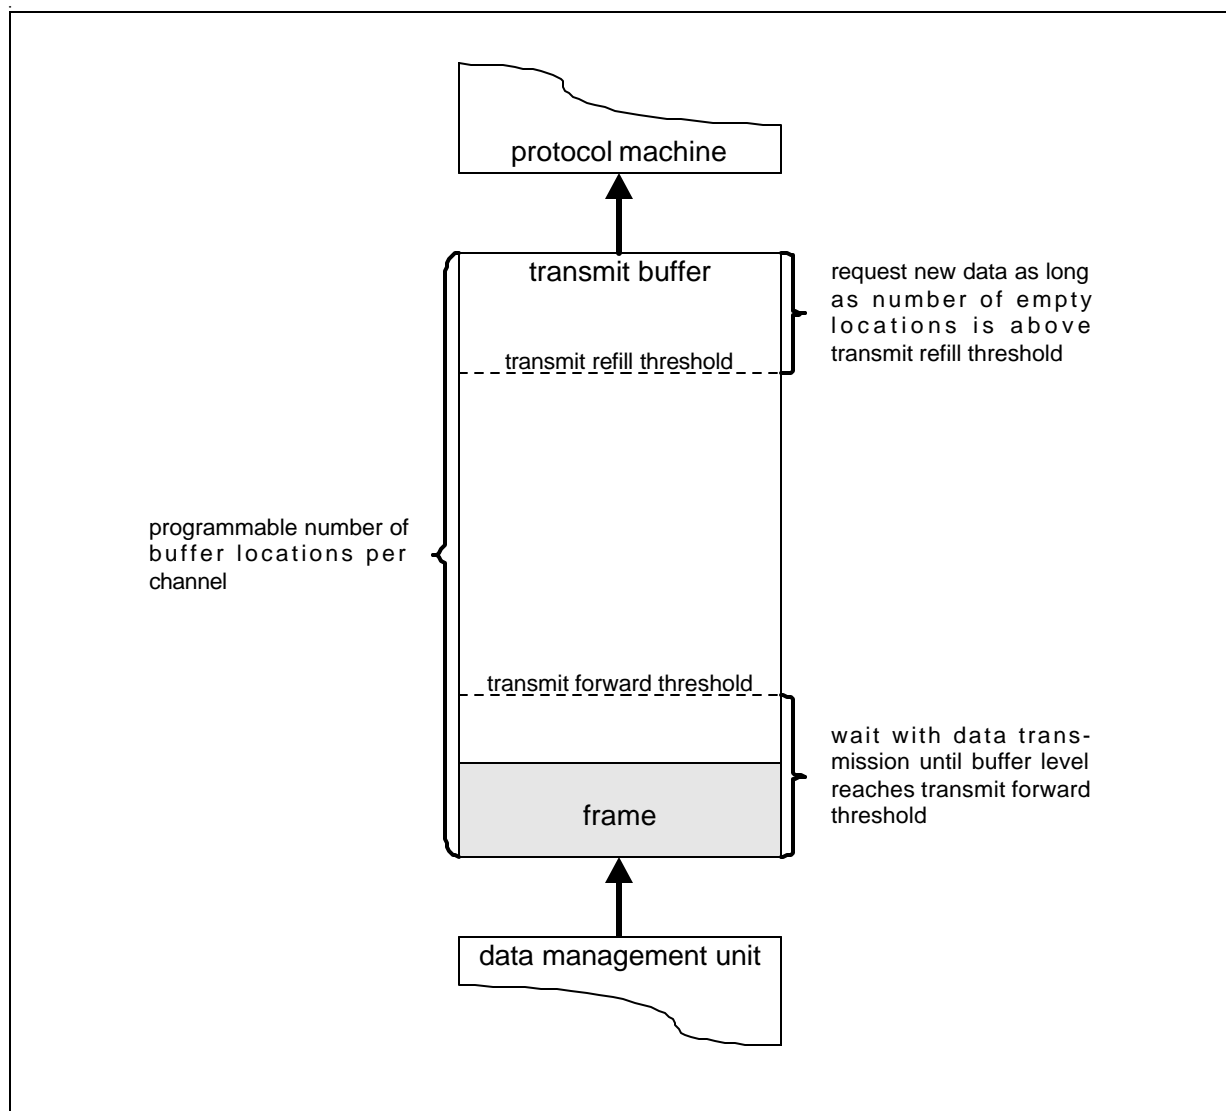 protocol machine
transmit buffer
request new data as long
as number of empty
locations is above
transmit refill threshold
transmit refill threshold
programmable number of
buffer locations per
channel
transmit forward threshold
wait with data trans-
mission until buffer level
reaches transmit forward
threshold
frame
data management unit